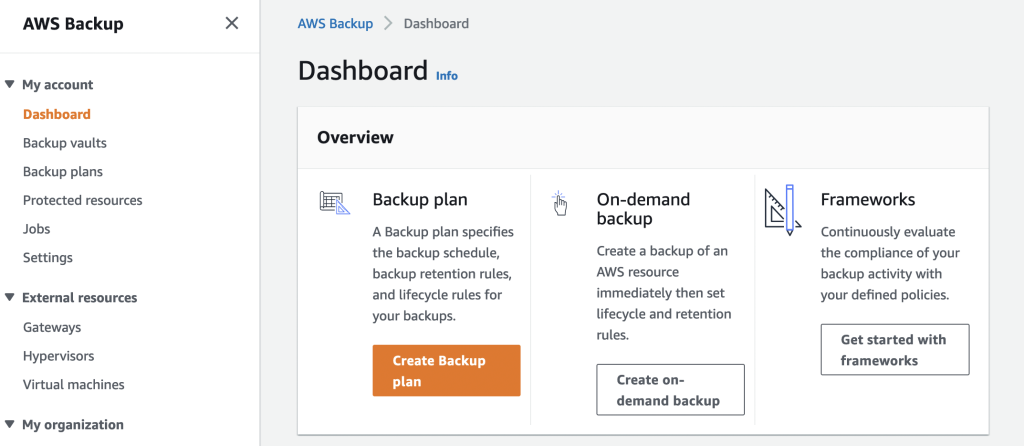 AWS Backup
My account
Dashboard
Backup vaults
Backup plans
Protected resources
Jobs
Settings
External resources
Gateways
Hypervisors
Virtual machines
My organization
AWS Backup > Dashboard
Dashboard Info
Overview
Backup plan
A Backup plan specifies
the backup schedule,
backup retention rules,
and lifecycle rules for
your backups.
Create Backup
plan
On-demand
backup
Create a backup of an
AWS resource
immediately then set
lifecycle and retention
rules.
Create on-
demand backup
Frameworks
Continuously evaluate
the compliance of your
backup activity with
your defined policies.
Get started with
frameworks